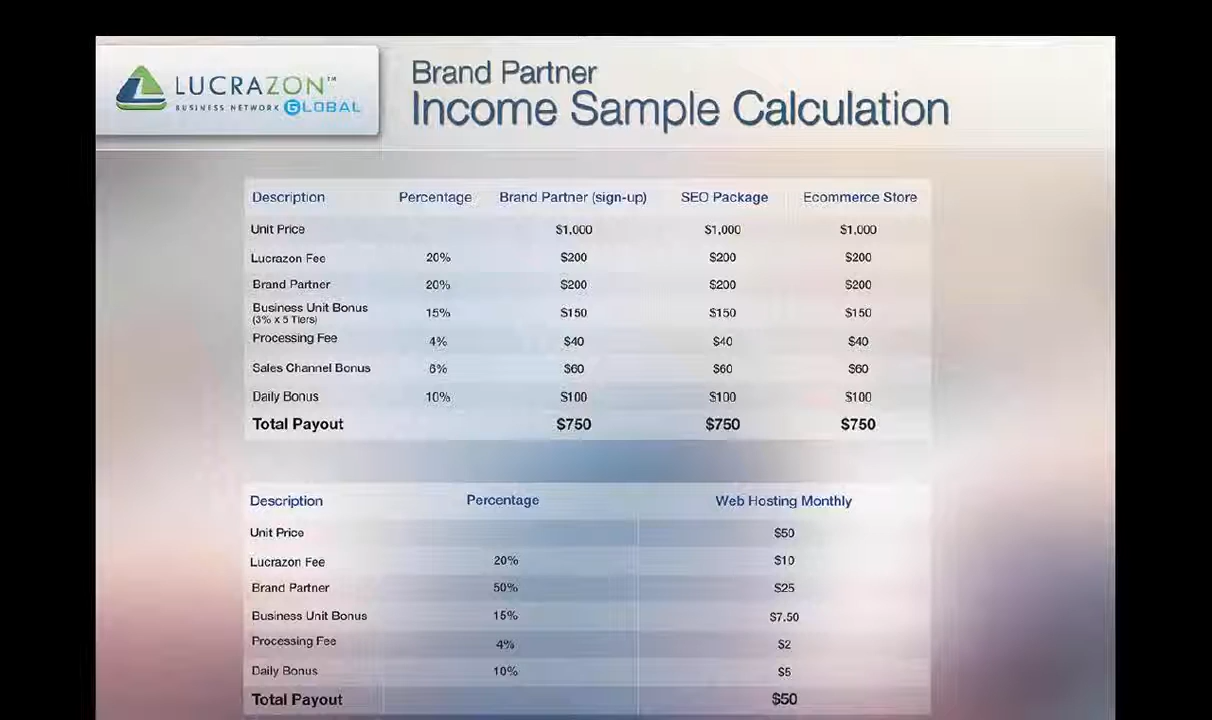 LUCRAZON™
BUSINESS NETWORK GLOBAL
Brand Partner
Income Sample Calculation
Description Percentage Brand Partner (sign-up) SEO Package Ecommerce Store
Unit Price $1,000 $1,000 $1,000
Lucrazon Fee 20% $200 $200 $200
Brand Partner 20% $200 $200 $200
Business Unit Bonus 15% $150 $150 $150
(3% x 5 Tiers)
Processing Fee 4% $40 $40 $40
Sales Channel Bonus 6% $60 $60 $60
Daily Bonus 10% $100 $100 $100
Total Payout $750 $750 $750
Description Percentage Web Hosting Monthly
Unit Price $50
Lucrazon Fee 20% $10
Brand Partner 50% $25
Business Unit Bonus 15% $7.50
Processing Fee 4% $2
Daily Bonus 10% $5
Total Payout $50